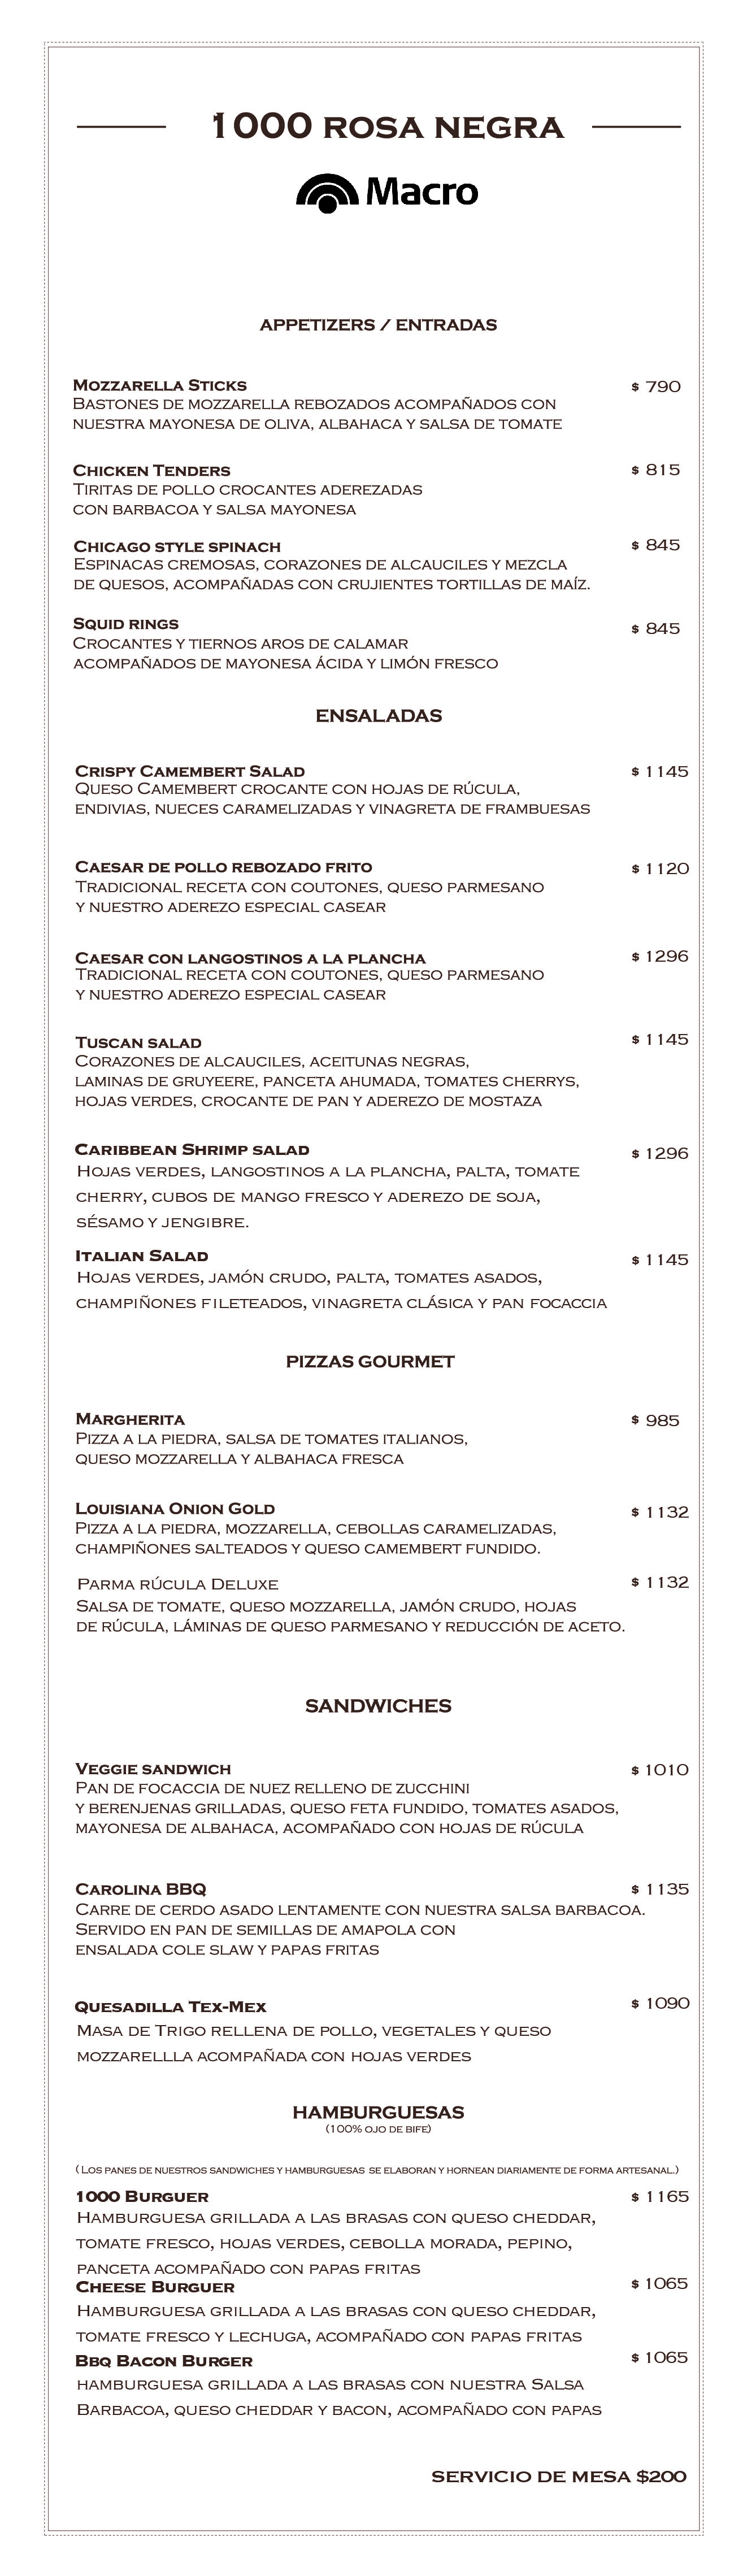 1000 ROSA NEGRA
Macro
APPETIZERS / ENTRADAS
MOZZARELLA STICKS $ 790
BASTONES DE MOZZARELLA REBOZADOS ACOMPAÑADOS CON
NUESTRA MAYONESA DE OLIVA, ALBAHACA Y SALSA DE TOMATE
CHICKEN TENDERS $ 815
TIRITAS DE POLLO CROCANTES ADEREZADAS
CON BARBACOA Y SALSA MAYONESA
CHICAGO STYLE SPINACH $ 845
ESPINACAS CREMOSAS, CORAZONES DE ALCAUCILES Y MEZCLA
DE QUESOS, ACOMPAÑADAS CON CRUJIENTES TORTILLAS DE MAÍZ.
SQUID RINGS $ 845
CROCANTES Y TIERNOS AROS DE CALAMAR
ACOMPAÑADOS DE MAYONESA ÁCIDA Y LIMÓN FRESCO
ENSALADAS
CRISPY CAMEMBERT SALAD $ 1145
QUESO CAMEMBERT CROCANTE CON HOJAS DE RÚCULA,
ENDIVIAS, NUECES CARAMELIZADAS Y VINAGRETA DE FRAMBUESAS
CAESAR DE POLLO REBOZADO FRITO $ 1120
TRADICIONAL RECETA CON COUTONES, QUESO PARMESANO
Y NUESTRO ADEREZO ESPECIAL CASEAR
CAESAR CON LANGOSTINOS A LA PLANCHA $ 1296
TRADICIONAL RECETA CON COUTONES, QUESO PARMESANO
Y NUESTRO ADEREZO ESPECIAL CASEAR
TUSCAN SALAD $ 1145
CORAZONES DE ALCAUCILES, ACEITUNAS NEGRAS,
LAMINAS DE GRUYEERE, PANCETA AHUMADA, TOMATES CHERRYS,
HOJAS VERDES, CROCANTE DE PAN Y ADEREZO DE MOSTAZA
CARIBBEAN SHRIMP SALAD $ 1296
HOJAS VERDES, LANGOSTINOS A LA PLANCHA, PALTA, TOMATE
CHERRY, CUBOS DE MANGO FRESCO Y ADEREZO DE SOJA,
SÉSAMO Y JENGIBRE.
ITALIAN SALAD $ 1145
HOJAS VERDES, JAMÓN CRUDO, PALTA, TOMATES ASADOS,
CHAMPIÑONES FILETEADOS, VINAGRETA CLÁSICA Y PAN FOCACCIA
PIZZAS GOURMET
MARGHERITA $ 985
PIZZA A LA PIEDRA, SALSA DE TOMATES ITALIANOS,
QUESO MOZZARELLA Y ALBAHACA FRESCA
LOUISIANA ONION GOLD $ 1132
PIZZA A LA PIEDRA, MOZZARELLA, CEBOLLAS CARAMELIZADAS,
CHAMPIÑONES SALTEADOS Y QUESO CAMEMBERT FUNDIDO.
PARMA RÚCULA DELUXE $ 1132
SALSA DE TOMATE, QUESO MOZZARELLA, JAMÓN CRUDO, HOJAS
DE RÚCULA, LÁMINAS DE QUESO PARMESANO Y REDUCCIÓN DE ACETO.
SANDWICHES
VEGGIE SANDWICH $ 1010
PAN DE FOCACCIA DE NUEZ RELLENO DE ZUCCHINI
Y BERENJENAS GRILLADAS, QUESO FETA FUNDIDO, TOMATES ASADOS,
MAYONESA DE ALBAHACA, ACOMPAÑADO CON HOJAS DE RÚCULA
CAROLINA BBQ $ 1135
CARRE DE CERDO ASADO LENTAMENTE CON NUESTRA SALSA BARBACOA.
SERVIDO EN PAN DE SEMILLAS DE AMAPOLA CON
ENSALADA COLE SLAW Y PAPAS FRITAS
QUESADILLA TEX-MEX $ 1090
MASA DE TRIGO RELLENA DE POLLO, VEGETALES Y QUESO
MOZZARELLLA ACOMPAÑADA CON HOJAS VERDES
HAMBURGUESAS
(100% OJO DE BIFE)
( LOS PANES DE NUESTROS SANDWICHES Y HAMBURGUESAS SE ELABORAN Y HORNEAN DIARIAMENTE DE FORMA ARTESANAL.)
1000 BURGUER $ 1165
HAMBURGUESA GRILLADA A LAS BRASAS CON QUESO CHEDDAR,
TOMATE FRESCO, HOJAS VERDES, CEBOLLA MORADA, PEPINO,
PANCETA ACOMPAÑADO CON PAPAS FRITAS
CHEESE BURGUER $ 1065
HAMBURGUESA GRILLADA A LAS BRASAS CON QUESO CHEDDAR,
TOMATE FRESCO Y LECHUGA, ACOMPAÑADO CON PAPAS FRITAS
BBQ BACON BURGER $ 1065
HAMBURGUESA GRILLADA A LAS BRASAS CON NUESTRA SALSA
BARBACOA, QUESO CHEDDAR Y BACON, ACOMPAÑADO CON PAPAS
SERVICIO DE MESA $200